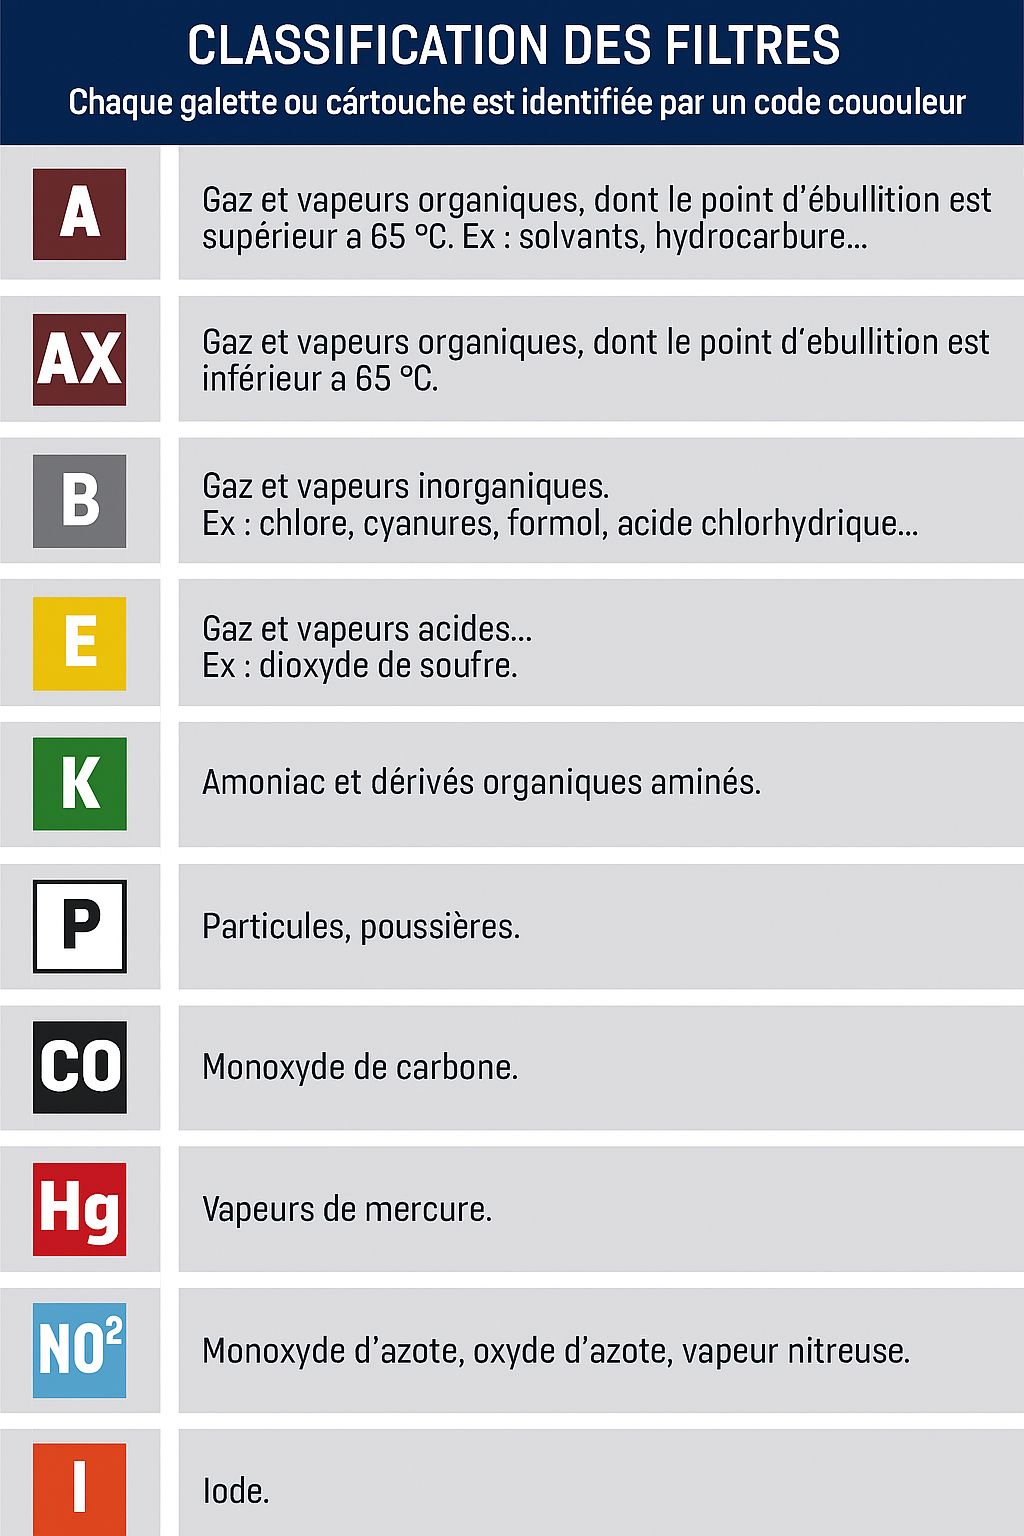 CLASSIFICATION DES FILTRES
Chaque galette ou cártouche est identifiée par un code cououleur
A
Gaz et vapeurs organiques, dont le point d’ébullition est
supérieur a 65 °C. Ex : solvants, hydrocarbure...
AX
Gaz et vapeurs organiques, dont le point d‘ebullition est
inférieur a 65 °C.
B
Gaz et vapeurs inorganiques.
Ex : chlore, cyanures, formol, acide chlorhydrique...
E
Gaz et vapeurs acides...
Ex : dioxyde de soufre.
K
Amoniac et dérivés organiques aminés.
P
Particules, poussières.
CO
Monoxyde de carbone.
Hg
Vapeurs de mercure.
NO²
Monoxyde d’azote, oxyde d’azote, vapeur nitreuse.
I
Iode.